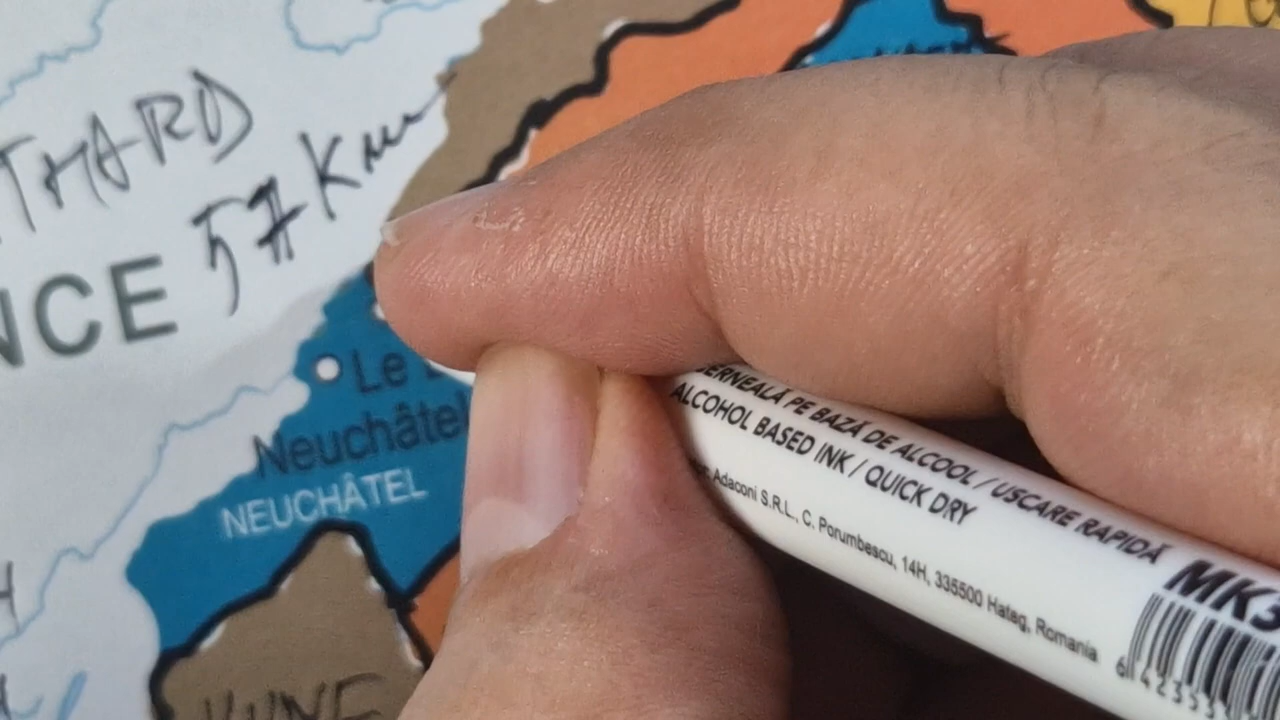 THARD
57 Km
NCE
Le
Neuchâtel
NEUCHÂTEL
CERNEALĂ PE BAZĂ DE ALCOOL / USCARE RAPIDĂ
ALCOHOL BASED INK / QUICK DRY
Adaconi S.R.L., C. Porumbescu, 14H, 335500 Hateg, Romania
MK3